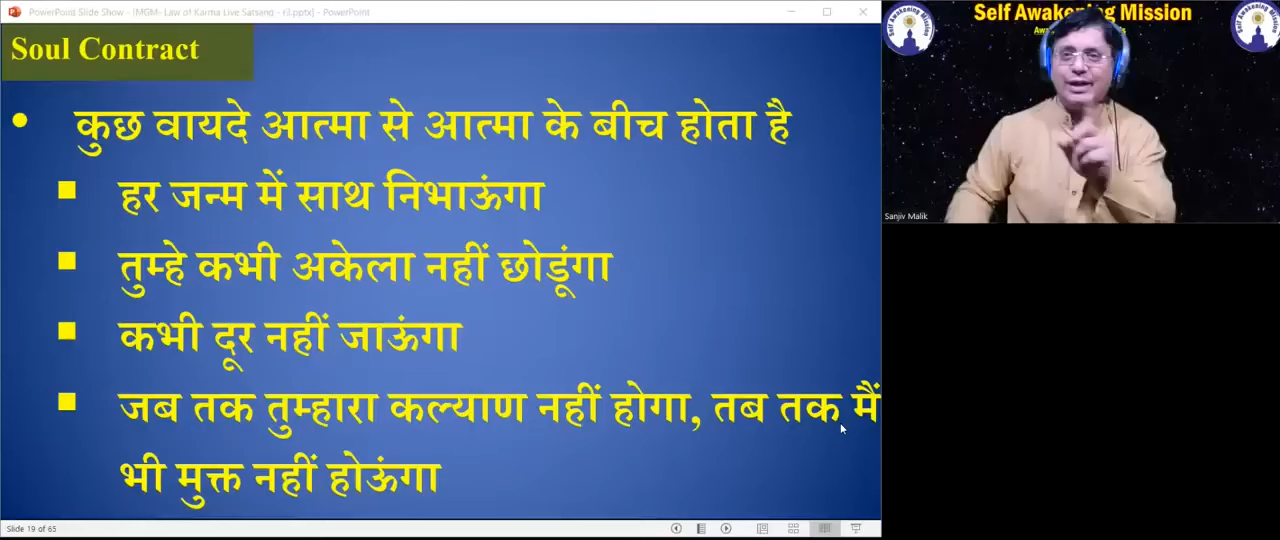 PowerPoint Slide Show - [MGM- Law of Karma Live Satsang - ril.pptx] - PowerPoint
Soul Contract
• कुछ वायदे आत्मा से आत्मा के बीच होता है
हर जन्म में साथ निभाऊंगा
तुम्हे कभी अकेला नहीं छोडूंगा
कभी दूर नहीं जाऊंगा
जब तक तुम्हारा कल्याण नहीं होगा, तब तक मैं
भी मुक्त नहीं होऊंगा
Slide 19 of 65
Self Awakening Mission
Sanjiv Malik